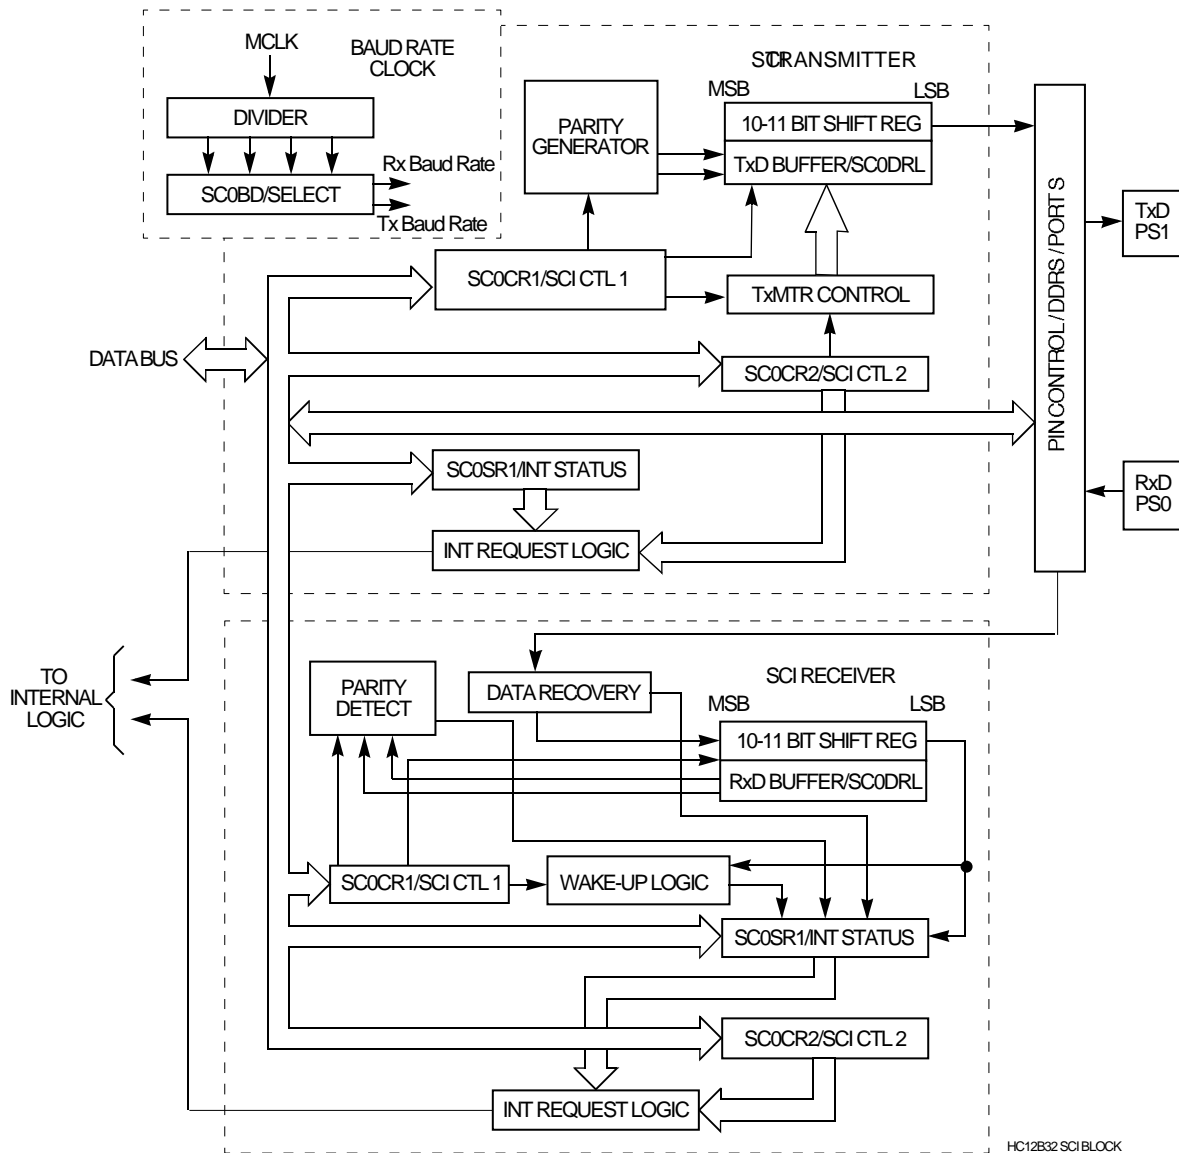 MCLK
BAUD RATE
CLOCK
DIVIDER
SC0BD/SELECT
Rx Baud Rate
Tx Baud Rate
TRANSMITTER
MSB
LSB
PARITY
GENERATOR
10-11 BIT SHIFT REG
TxD BUFFER/SC0DRL
SC0CR1/SCI CTL 1
TxMTR CONTROL
DATA BUS
SC0CR2/SCI CTL 2
SC0SR1/INT STATUS
INT REQUEST LOGIC
PIN CONTROL / DDRS / PORT S
TxD
PS1
RxD
PS0
TO
INTERNAL
LOGIC
PARITY
DETECT
DATA RECOVERY
SCI RECEIVER
MSB
LSB
10-11 BIT SHIFT REG
RxD BUFFER/SC0DRL
SC0CR1/SCI CTL 1
WAKE-UP LOGIC
SC0SR1/INT STATUS
SC0CR2/SCI CTL 2
INT REQUEST LOGIC
HC12B32 SCI BLOCK